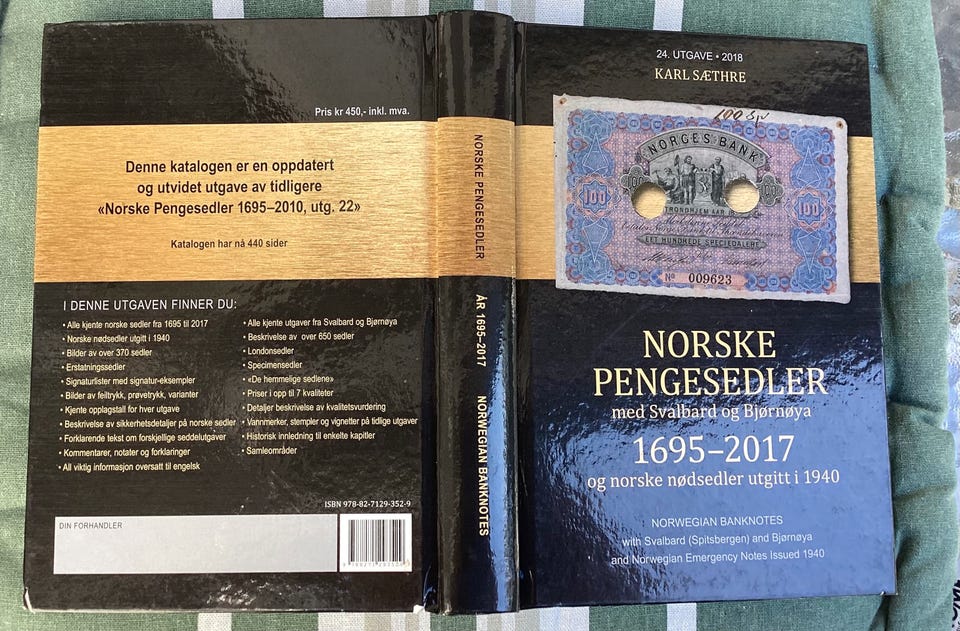 Pris kr 450,- inkl. mva.
Denne katalogen er en oppdatert
og utvidet utgave av tidligere
«Norske Pengesedler 1695–2010, utg. 22»
Katalogen har nå 440 sider
I DENNE UTGAVEN FINNER DU:
• Alle kjente norske sedler fra 1695 til 2017
• Norske nødsedler utgitt i 1940
• Bilder av over 370 sedler
• Erstatningssedler
• Signaturlister med signatur-eksempler
• Bilder av feiltrykk, prøvetrykk, varianter
• Kjente opplagstall for hver utgave
• Beskrivelse av sikkerhetsdetaljer på norske sedler
• Forklarende tekst om forskjellige seddelutgaver
• Kommentarer, notater og forklaringer
• All viktig informasjon oversatt til engelsk
• Alle kjente utgaver fra Svalbard og Bjørnøya
• Beskrivelse av over 650 sedler
• Londonsedler
• Specimensedler
• «De hemmelige sedlene»
• Priser i opp til 7 kvaliteter
• Detaljer beskrivelse av kvalitetsvurdering
• Vannmerker, stempler og vignetter på tidlige utgaver
• Historisk innledning til enkelte kapitler
• Samleområder
ISBN 978-82-7129-352-9
DIN FORHANDLER
NORSKE PENGESEDLER
ÅR 1695–2017
NORWEGIAN BANKNOTES
24. UTGAVE • 2018
KARL SÆTHRE
NORGES BANK
100
100
TRONDHJEM AAR
EET HUNDREDE SPECIEDALER
No 009623
NORSKE
PENGESEDLER
med Svalbard og Bjørnøya
1695–2017
og norske nødsedler utgitt i 1940
NORWEGIAN BANKNOTES
with Svalbard (Spitsbergen) and Bjørnøya
and Norwegian Emergency Notes Issued 1940